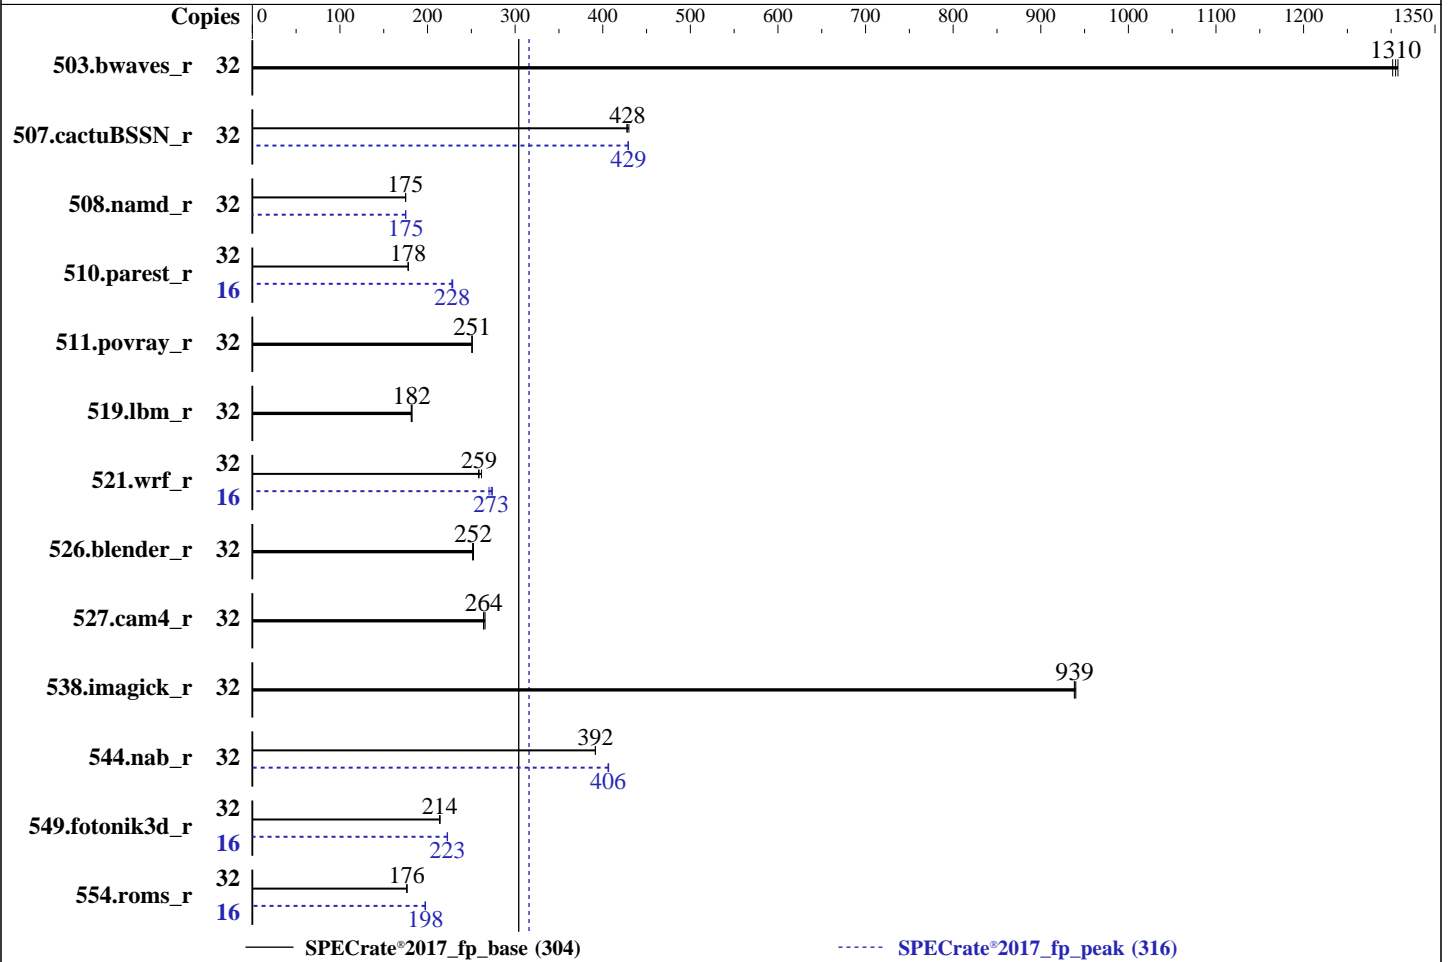 Copies 0 100 200 300 400 500 600 700 800 900 1000 1100 1200 1350
503.bwaves_r 32 1310
507.cactuBSSN_r 32 428
429
508.namd_r 32 175
175
510.parest_r 32 178
16 228
511.povray_r 32 251
519.lbm_r 32 182
521.wrf_r 32 259
16 273
526.blender_r 32 252
527.cam4_r 32 264
538.imagick_r 32 939
544.nab_r 32 392
406
549.fotonik3d_r 32 214
16 223
554.roms_r 32 176
16 198
SPECrate®2017_fp_base (304) SPECrate®2017_fp_peak (316)